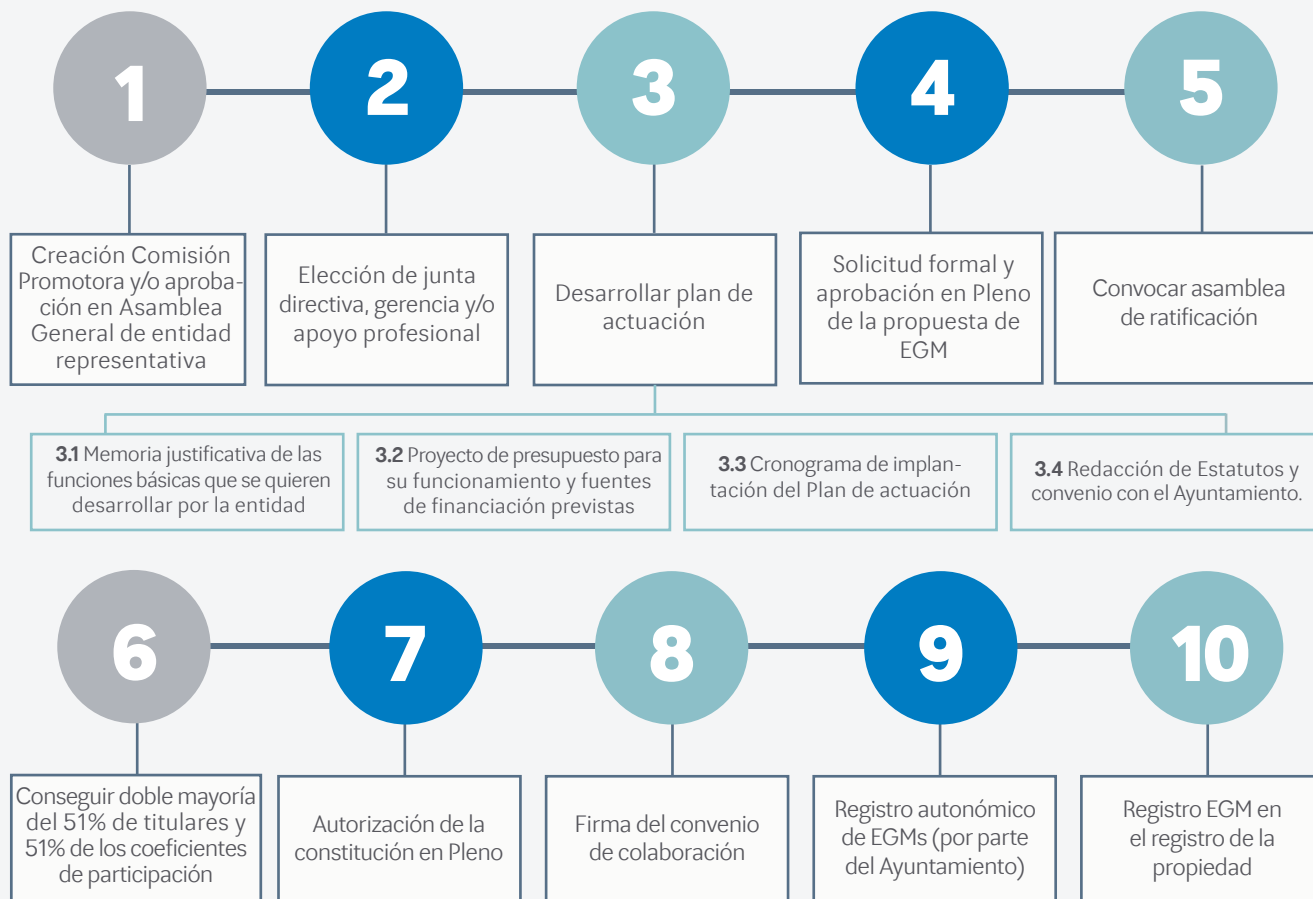 1
2
3
4
5
Creación Comisión
Promotora y/o aproba-
ción en Asamblea
General de entidad
representativa
Elección de junta
directiva, gerencia y/o
apoyo profesional
Desarrollar plan de
actuación
Solicitud formal y
aprobación en Pleno
de la propuesta de
EGM
Convocar asamblea
de ratificación
3.1 Memoria justificativa de las
funciones básicas que se quieren
desarrollar por la entidad
3.2 Proyecto de presupuesto para
su funcionamiento y fuentes
de financiación previstas
3.3 Cronograma de implan-
tación del Plan de actuación
3.4 Redacción de Estatutos y
convenio con el Ayuntamiento.
6
7
8
9
10
Conseguir doble mayoría
del 51% de titulares y
51% de los coeficientes
de participación
Autorización de la
constitución en Pleno
Firma del convenio
de colaboración
Registro autonómico
de EGMs (por parte
del Ayuntamiento)
Registro EGM en
el registro de la
propiedad